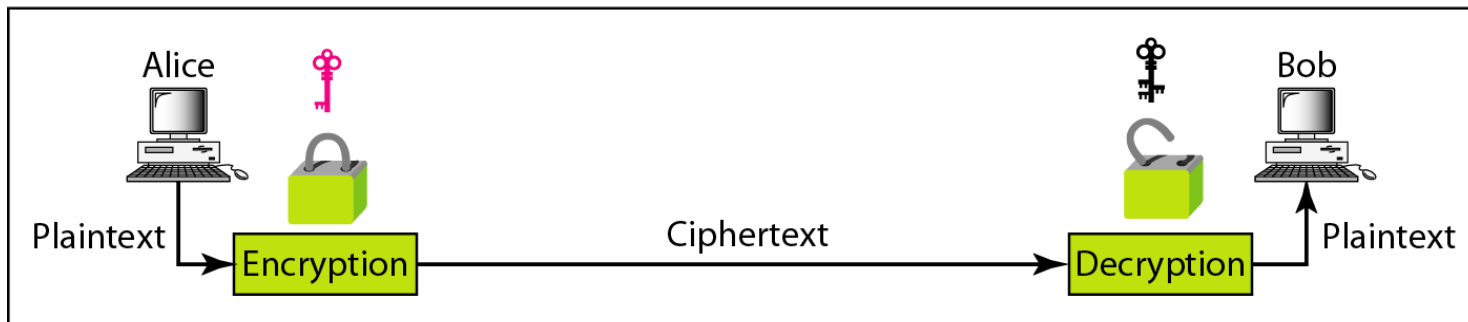 Alice
Bob
Plaintext
Ciphertext
Plaintext
Encryption
Decryption